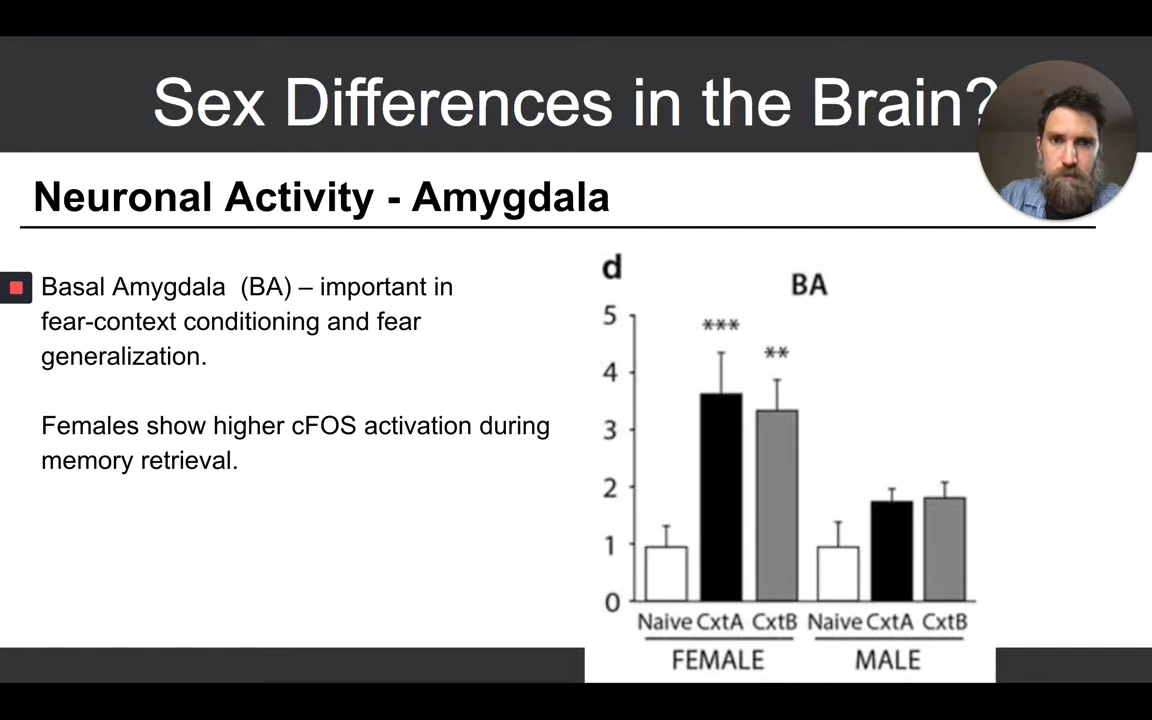 Sex Differences in the Brain?
Neuronal Activity - Amygdala
Basal Amygdala (BA) – important in
fear-context conditioning and fear
generalization.
Females show higher cFOS activation during
memory retrieval.
d
BA
5
***
**
4
3
2
1
0
Naive CxtA CxtB Naive CxtA CxtB
FEMALE MALE